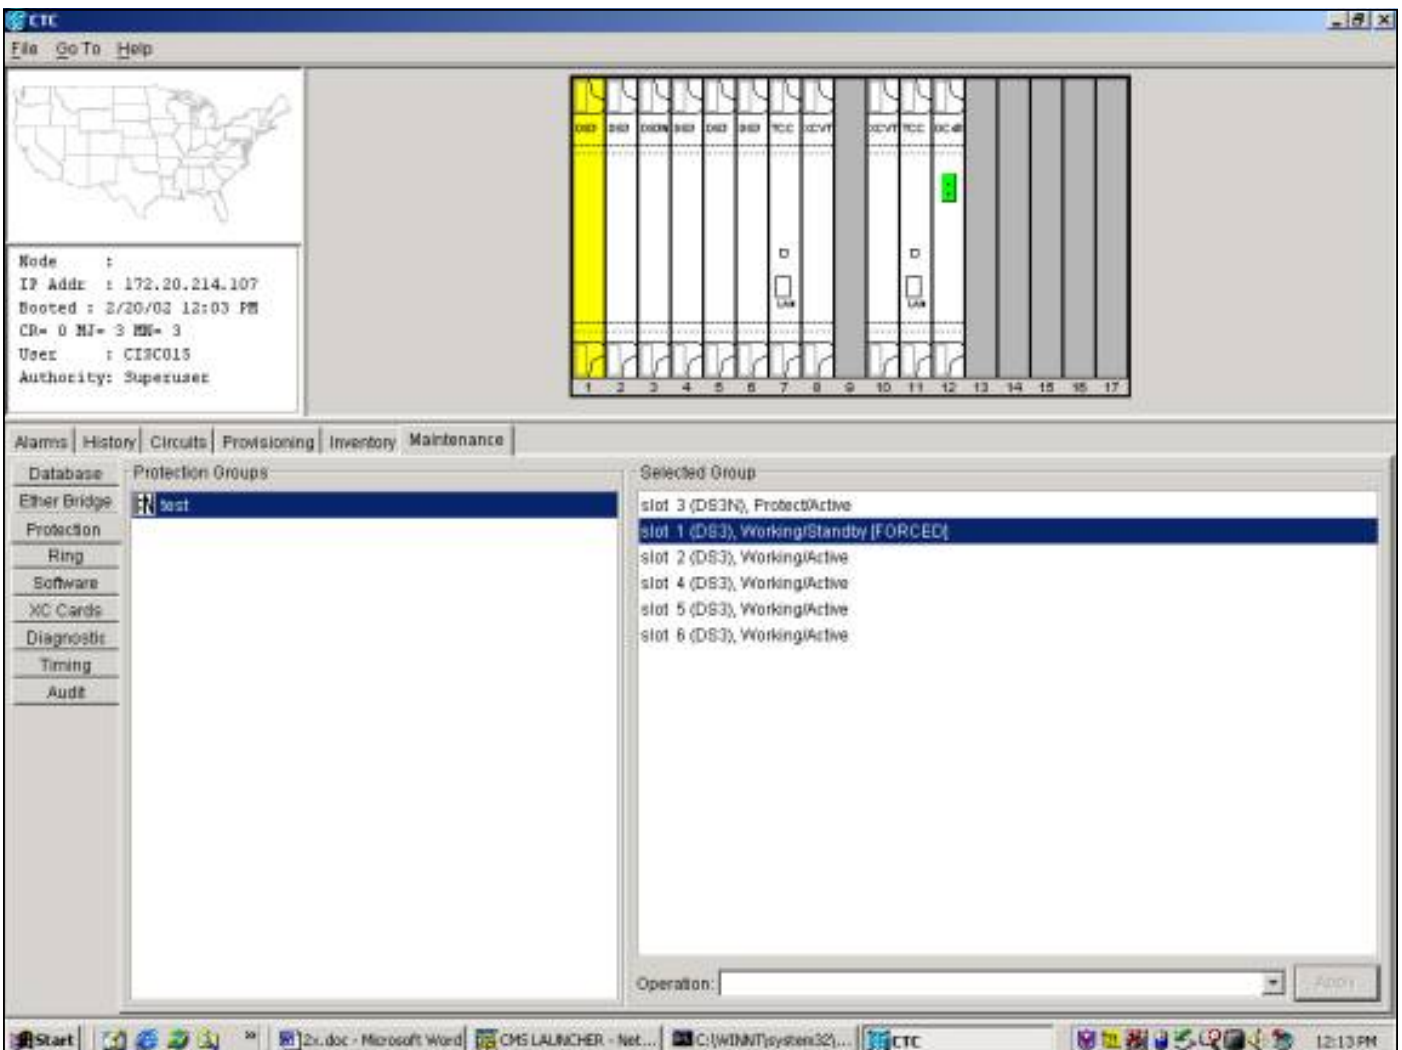 CTC
File Go To Help
DS3 DS3 DS3N DS3 DS3 DS3 TCC XCVT XCVT TCC OC48
LAN LAN
1 2 3 4 5 6 7 8 9 10 11 12 13 14 15 16 17
Node :
IP Addr : 172.20.214.107
Booted : 2/20/02 12:03 PM
CR= 0 MJ= 3 MN= 3
User : CISCO15
Authority: Superuser
Alarms History Circuits Provisioning Inventory Maintenance
Database
Ether Bridge
Protection
Ring
Software
XC Cards
Diagnostic
Timing
Audit
Protection Groups
test
Selected Group
slot 3 (DS3N), Protect/Active
slot 1 (DS3), Working/Standby [FORCED]
slot 2 (DS3), Working/Active
slot 4 (DS3), Working/Active
slot 5 (DS3), Working/Active
slot 6 (DS3), Working/Active
Operation:
Apply
Start » 2x.doc - Microsoft Word CMS LAUNCHER - Net... C:\WINNT\system32\... CTC 12:13 PM